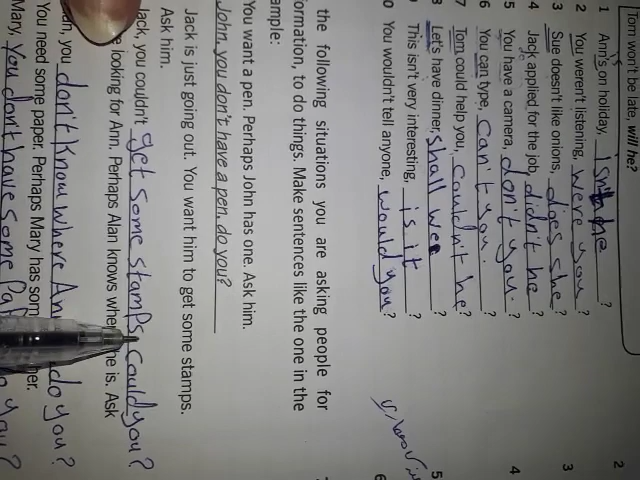 Tom won't be late, will he?
1 Ann's on holiday, isn't he ?
2 You weren't listening, were you ?
3 Sue doesn't like onions, does she ?
4 Jack applied for the job, didn't he ?
5 You have a camera, don't you. ?
6 You can type, can't you. ?
7 Tom could help you, couldn't he ?
8 Let's have dinner, shall we ?
This isn't very interesting, is it ?
0 You wouldn't tell anyone, would you ?
the following situations you are asking people for
ormation, to do things. Make sentences like the one in the
ample:
You want a pen. Perhaps John has one. Ask him.
John, you don't have a pen, do you?
Jack is just going out. You want him to get some stamps.
Ask him.
Jack, you couldn't get some stamps, could you?
e looking for Ann. Perhaps Alan knows whe he is. Ask
n, you don't know where Ann do you?
You need some paper. Perhaps Mary has som her.
Mary, you don't have some pa you?
2
3
4
5
6